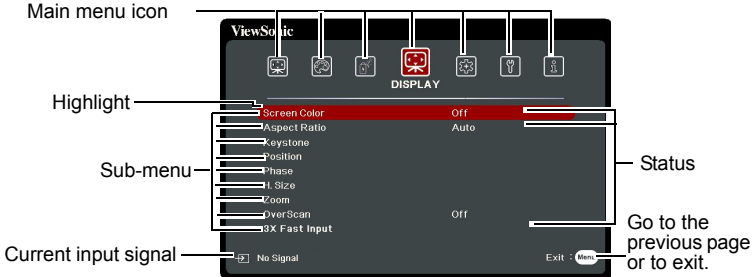 Main menu icon
ViewSonic
DISPLAY
Highlight
Screen Color Off
Aspect Ratio Auto
Keystone
Position
Sub-menu
Phase
Status
H. Size
Zoom
OverScan Off
3X Fast Input
Go to the
previous page
or to exit.
Current input signal
No Signal
Exit : Menu